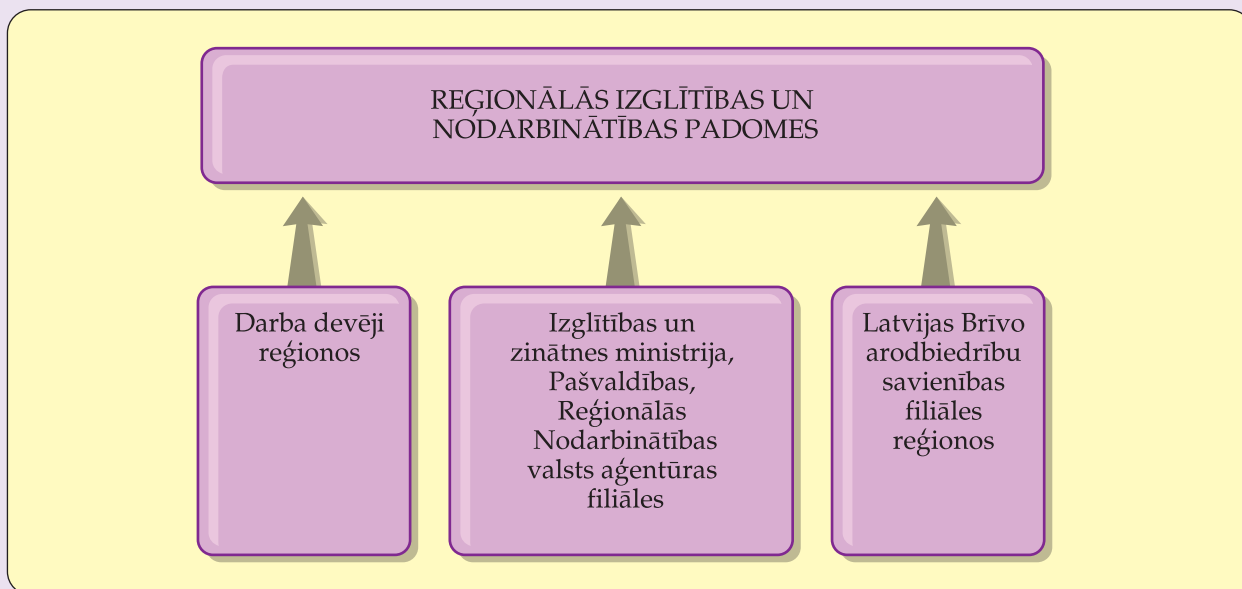 REĢIONĀLĀS IZGLĪTĪBAS UN
NODARBINĀTĪBAS PADOMES
Darba devēji
reģionos
Izglītības un
zinātnes ministrija,
Pašvaldības,
Reģionālās
Nodarbinātības
valsts aģentūras
filiāles
Latvijas Brīvo
arodbiedrību
savienības
filiāles
reģionos